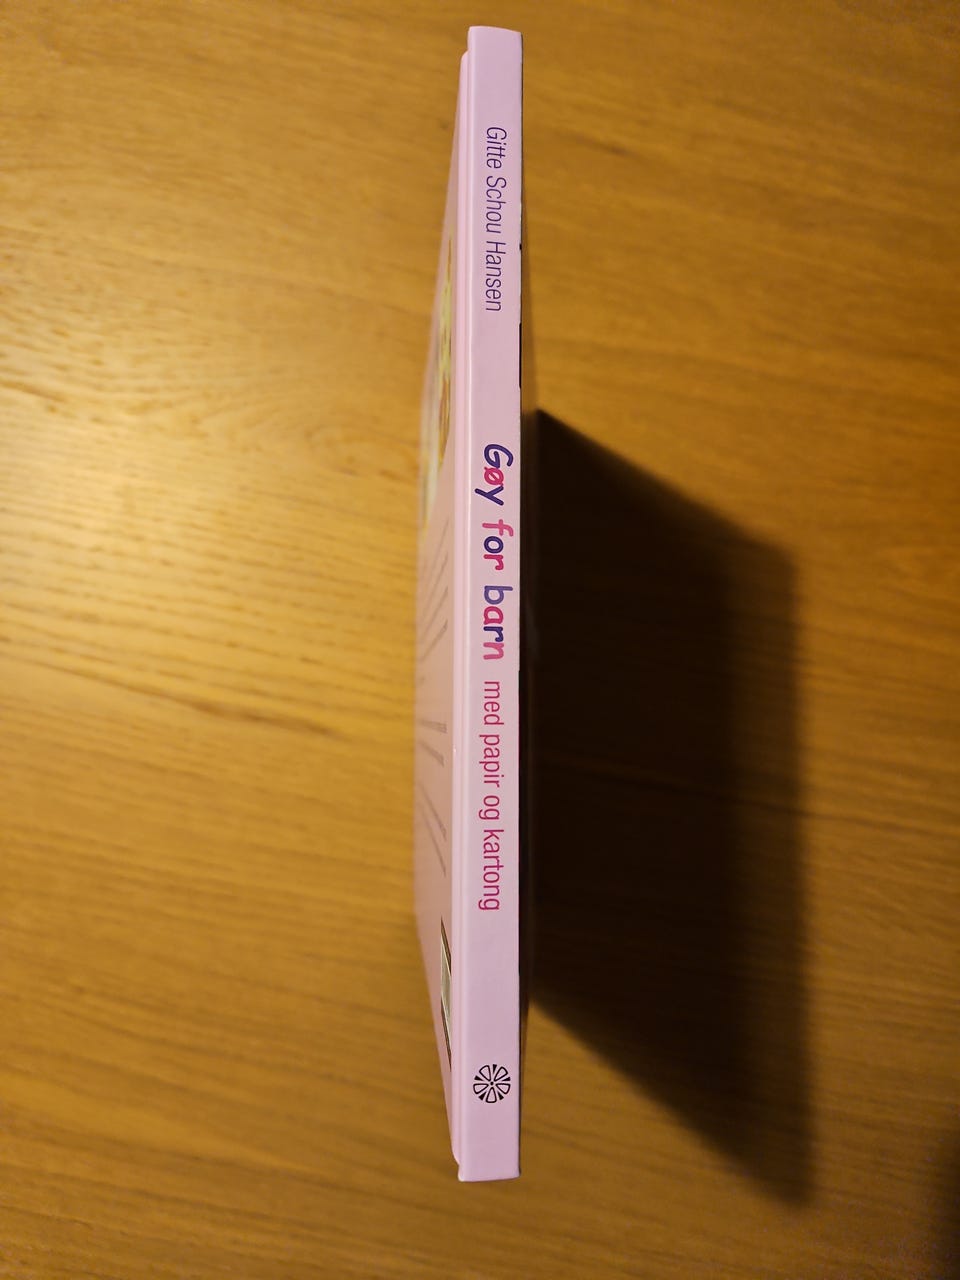 Gitte Schou Hansen
Gøy for barn med papir og kartong